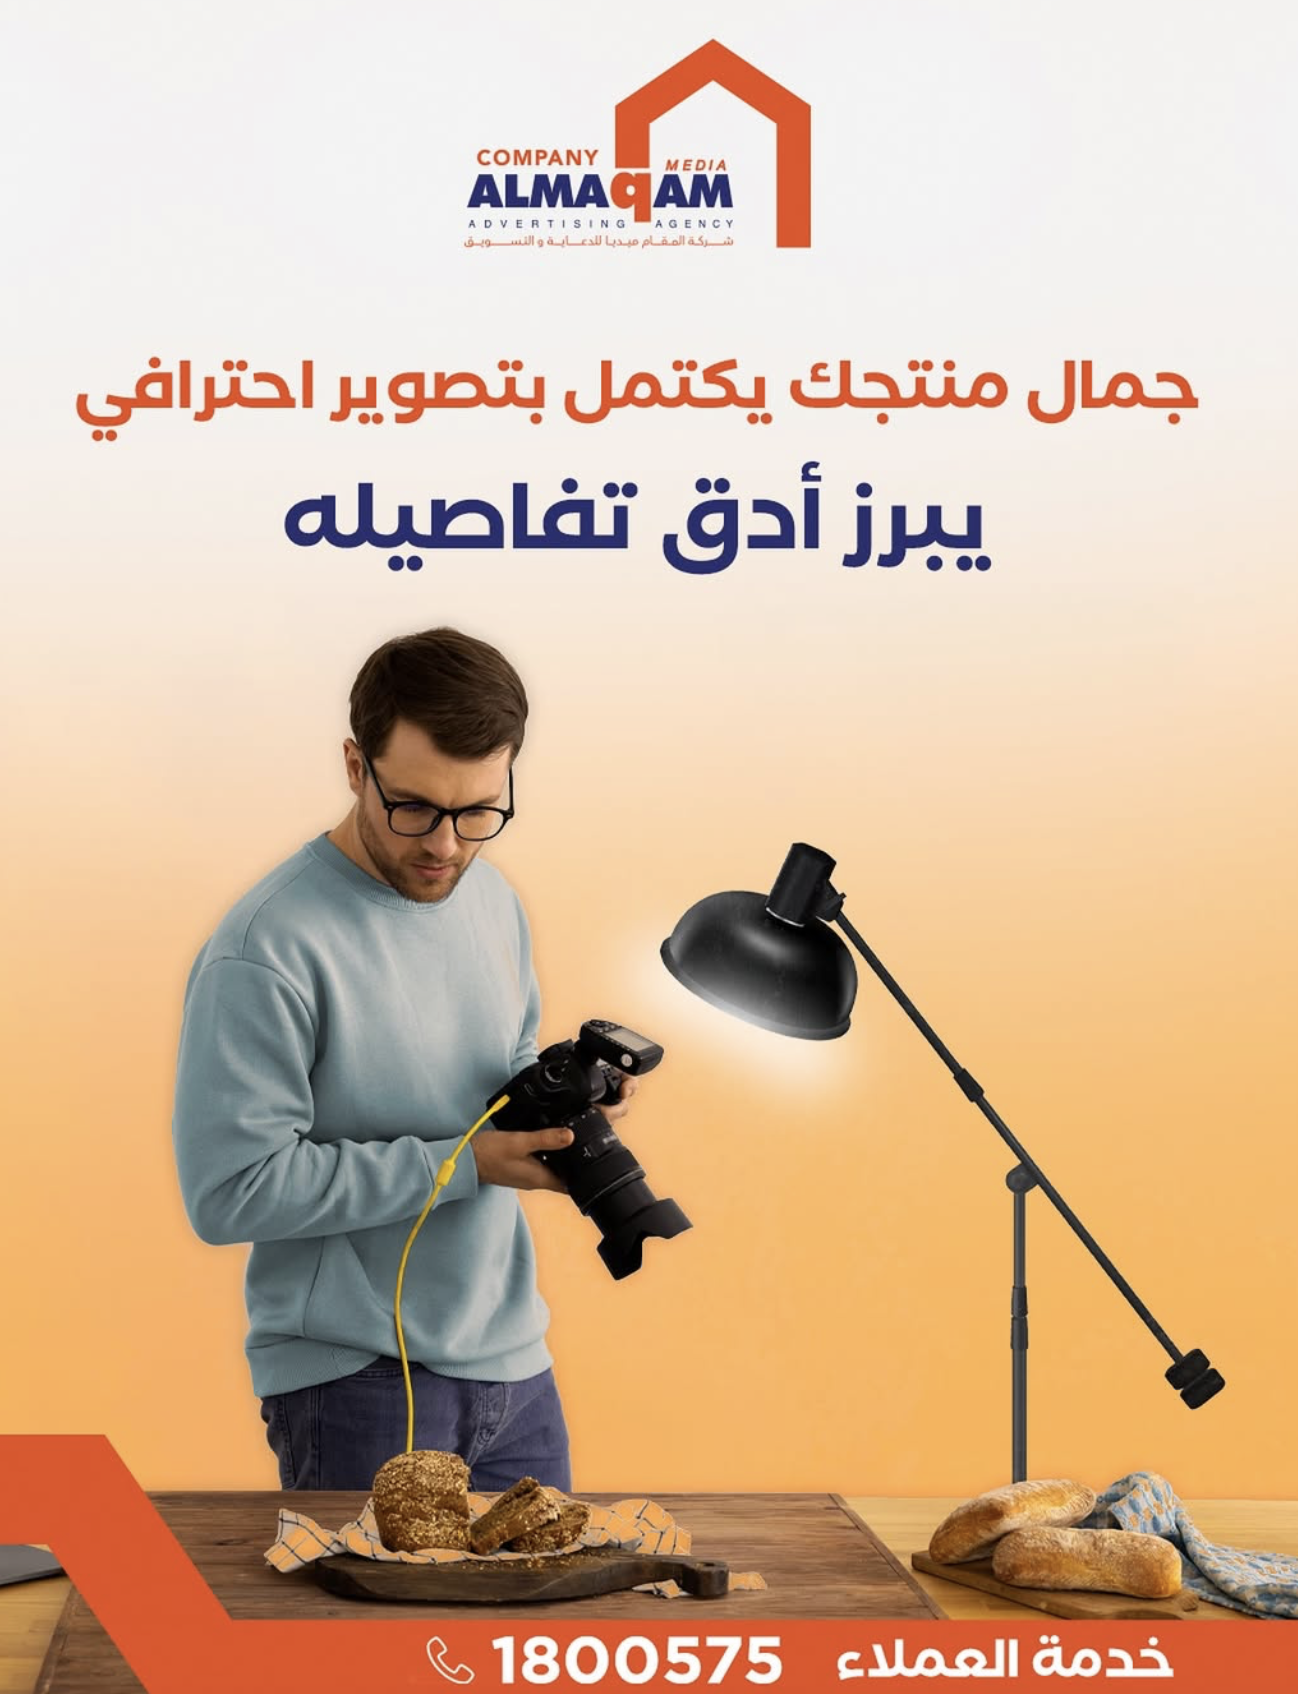 COMPANY MEDIA
ALMAqAM
ADVERTISING AGENCY
شركة المقام ميديا للدعاية و التسويق
جمال منتجك يكتمل بتصوير احترافي
يبرز أدق تفاصيله
خدمة العملاء 1800575